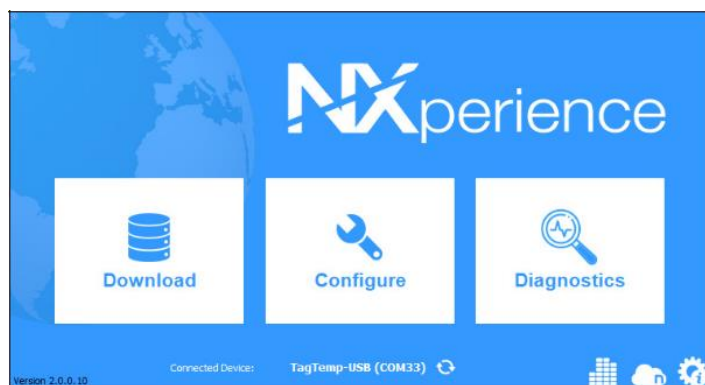 NXperience
Download
Configure
Diagnostics
Connected Device: TagTemp-USB (COM33)
Version 2.0.0.10